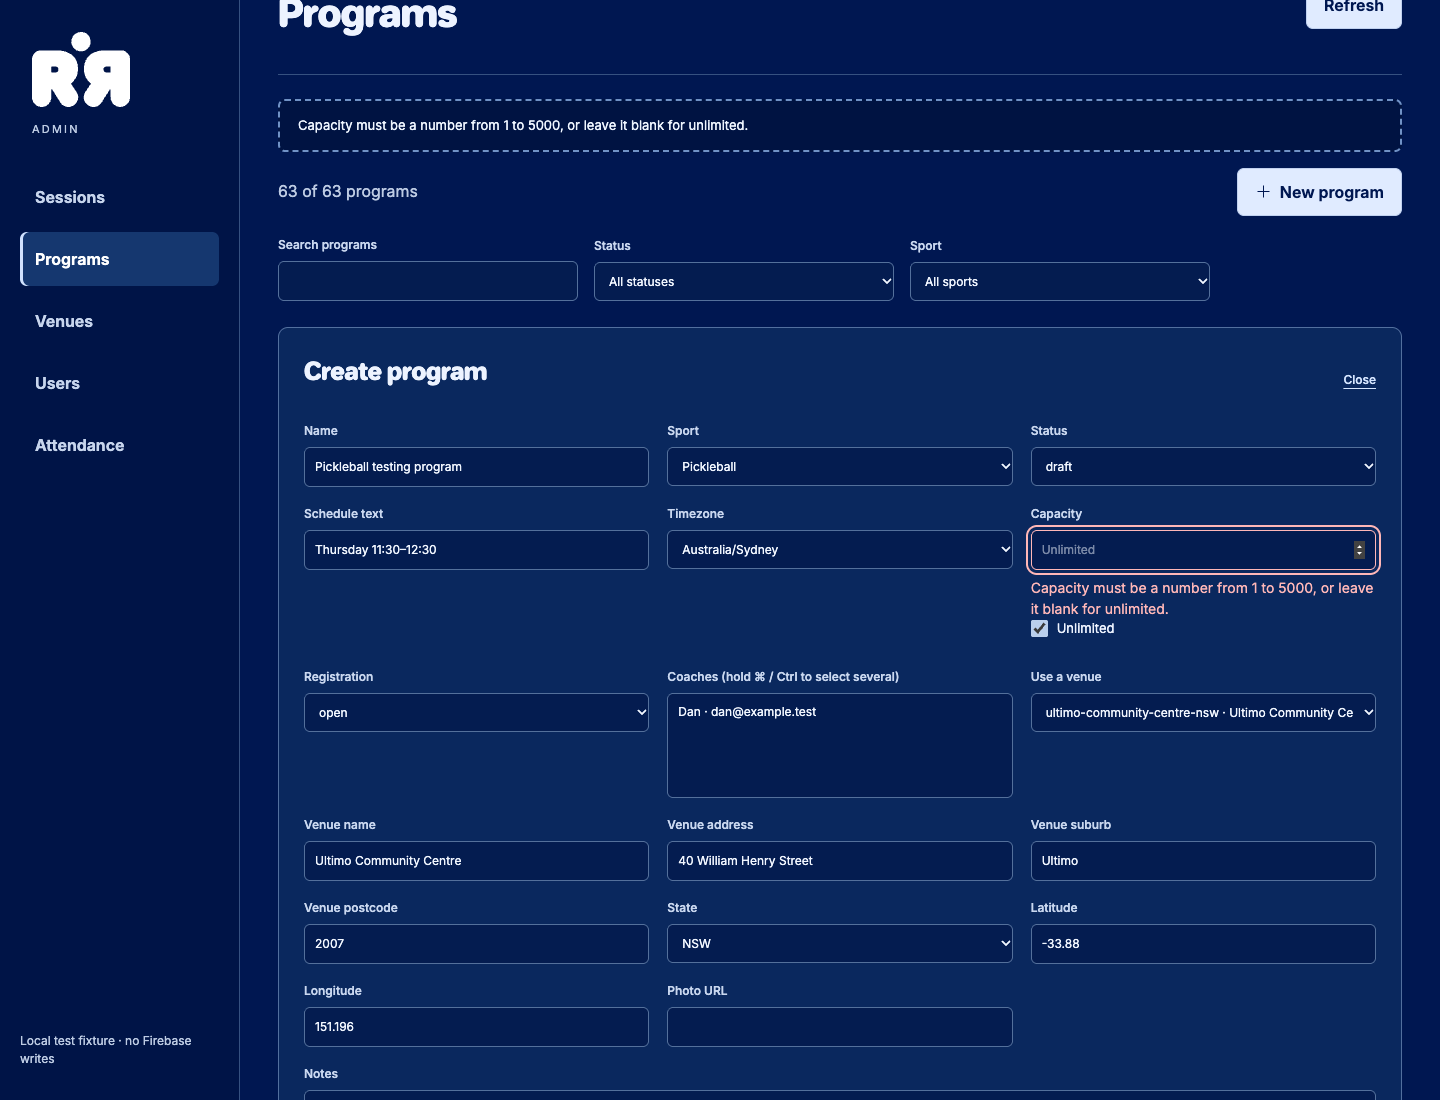 RR
ADMIN
Sessions
Programs
Venues
Users
Attendance
Local test fixture · no Firebase
writes
Programs
Refresh
Capacity must be a number from 1 to 5000, or leave it blank for unlimited.
63 of 63 programs
+ New program
Search programs
Status
Sport
All statuses
All sports
Create program
Close
Name
Sport
Status
Pickleball testing program
Pickleball
draft
Schedule text
Timezone
Capacity
Thursday 11:30–12:30
Australia/Sydney
Unlimited
Capacity must be a number from 1 to 5000, or leave
it blank for unlimited.
Unlimited
Registration
Coaches (hold ⌘ / Ctrl to select several)
Use a venue
open
Dan · dan@example.test
ultimo-community-centre-nsw · Ultimo Community Ce
Venue name
Venue address
Venue suburb
Ultimo Community Centre
40 William Henry Street
Ultimo
Venue postcode
State
Latitude
2007
NSW
-33.88
Longitude
Photo URL
151.196
Notes